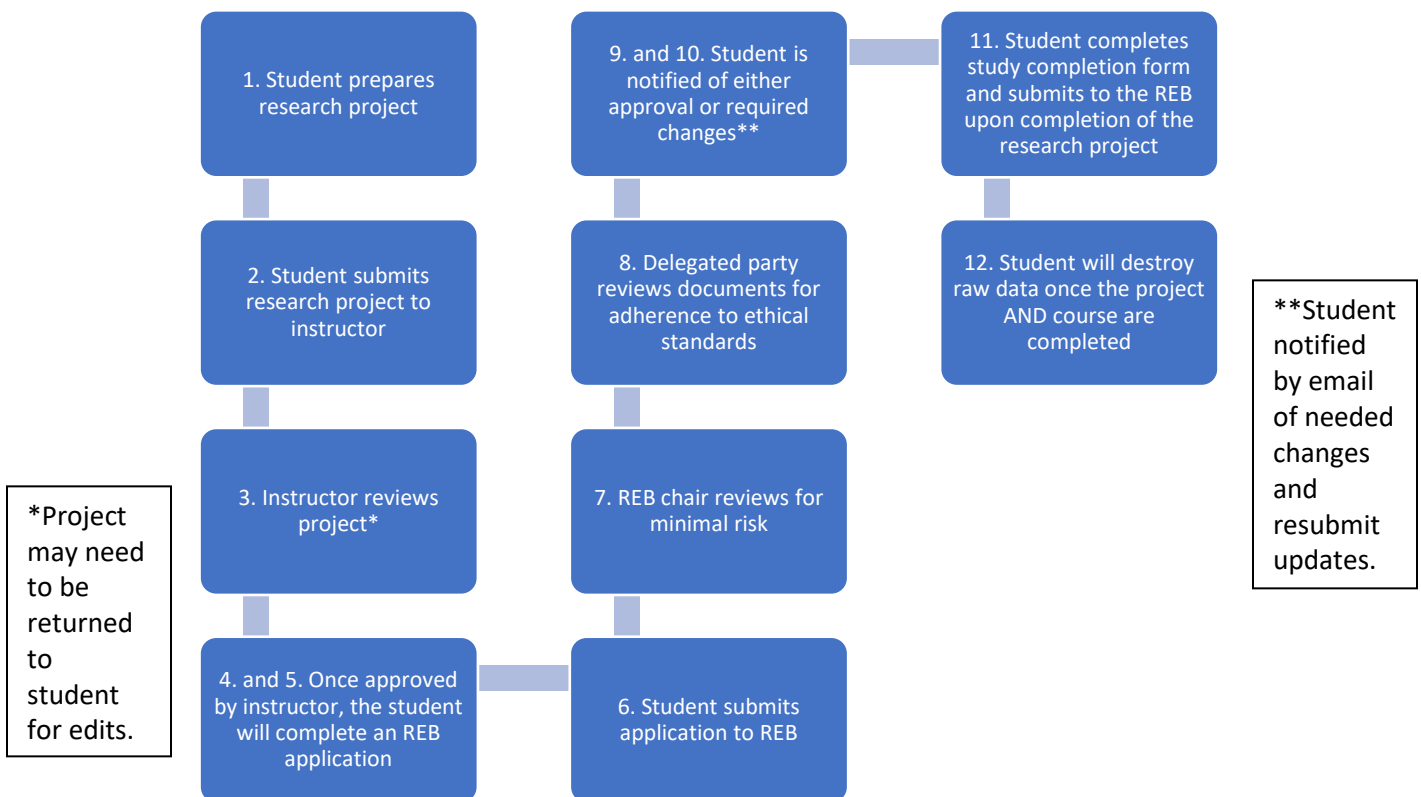 1. Student prepares
research project
2. Student submits
research project to
instructor
3. Instructor reviews
project*
4. and 5. Once approved
by instructor, the student
will complete an REB
application
6. Student submits
application to REB
7. REB chair reviews for
minimal risk
8. Delegated party
reviews documents for
adherence to ethical
standards
9. and 10. Student is
notified of either
approval or required
changes**
11. Student completes
study completion form
and submits to the REB
upon completion of the
research project
12. Student will destroy
raw data once the project
AND course are
completed
*Project
may need
to be
returned
to
student
for edits.
**Student
notified
by email
of needed
changes
and
resubmit
updates.